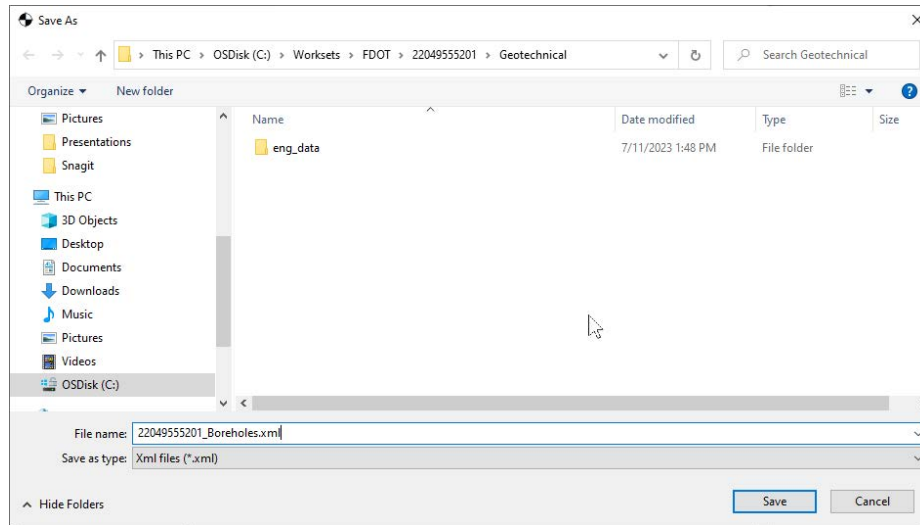 Save As
This PC > OSDisk (C:) > Worksets > FDOT > 22049555201 > Geotechnical
Search Geotechnical
Organize
New folder
Name
Date modified
Type
Size
eng_data
7/11/2023 1:48 PM
File folder
Pictures
Presentations
Snagit
This PC
3D Objects
Desktop
Documents
Downloads
Music
Pictures
Videos
OSDisk (C:)
File name: 22049555201_Boreholes.xml
Save as type: Xml files (*.xml)
Hide Folders
Save
Cancel